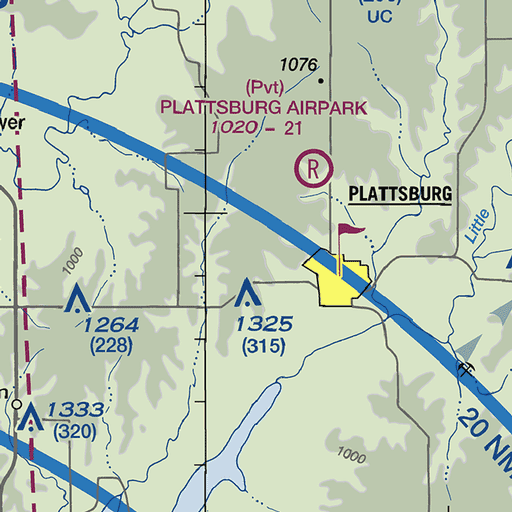 UC
1076
(Pvt)
PLATTSBURG AIRPARK
1020 - 21
R
PLATTSBURG
Little
1000
1264
(228)
1325
(315)
1333
(320)
1000
20 NM